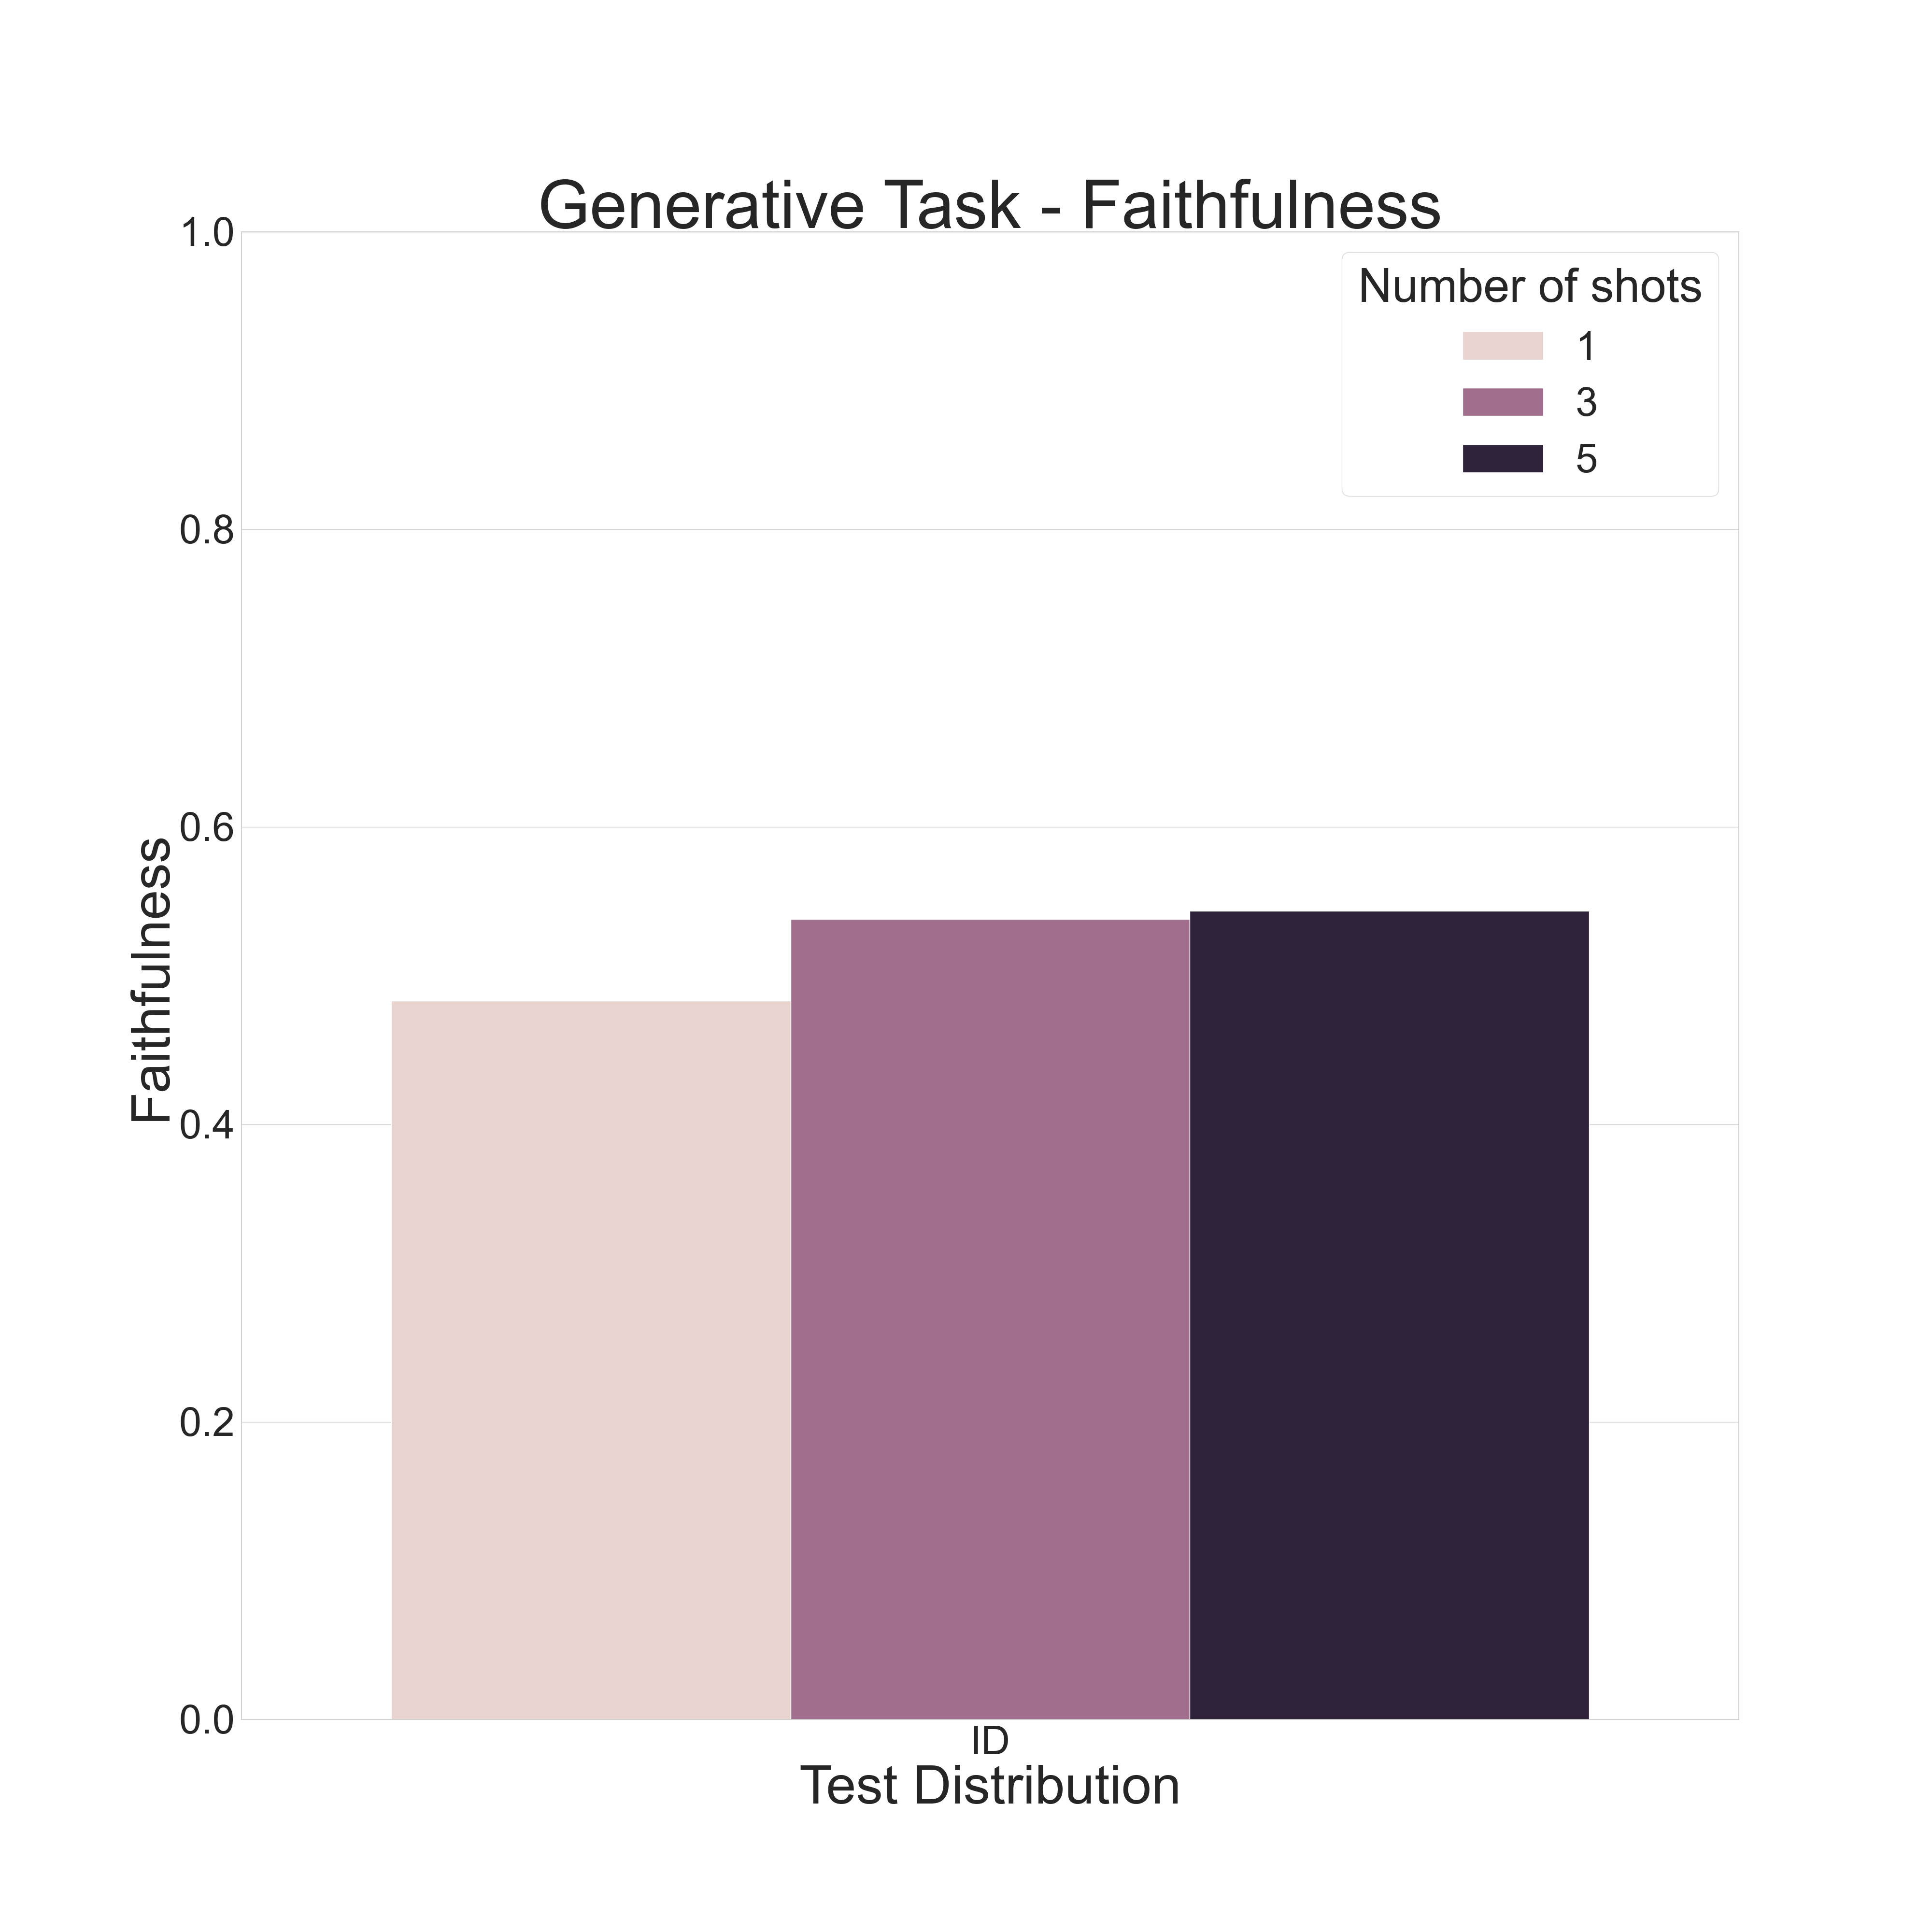 Generative Task - Faithfulness
Number of shots
1
3
5
1.0
0.8
0.6
0.4
0.2
0.0
Faithfulness
ID
Test Distribution